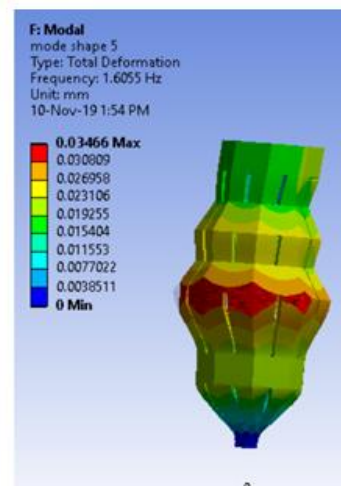 F: Modal
mode shape 5
Type: Total Deformation
Frequency: 1.6055 Hz
Unit: mm
10-Nov-19 1:54 PM
0.03466 Max
0.030809
0.026958
0.023106
0.019255
0.015404
0.011553
0.0077022
0.0038511
0 Min